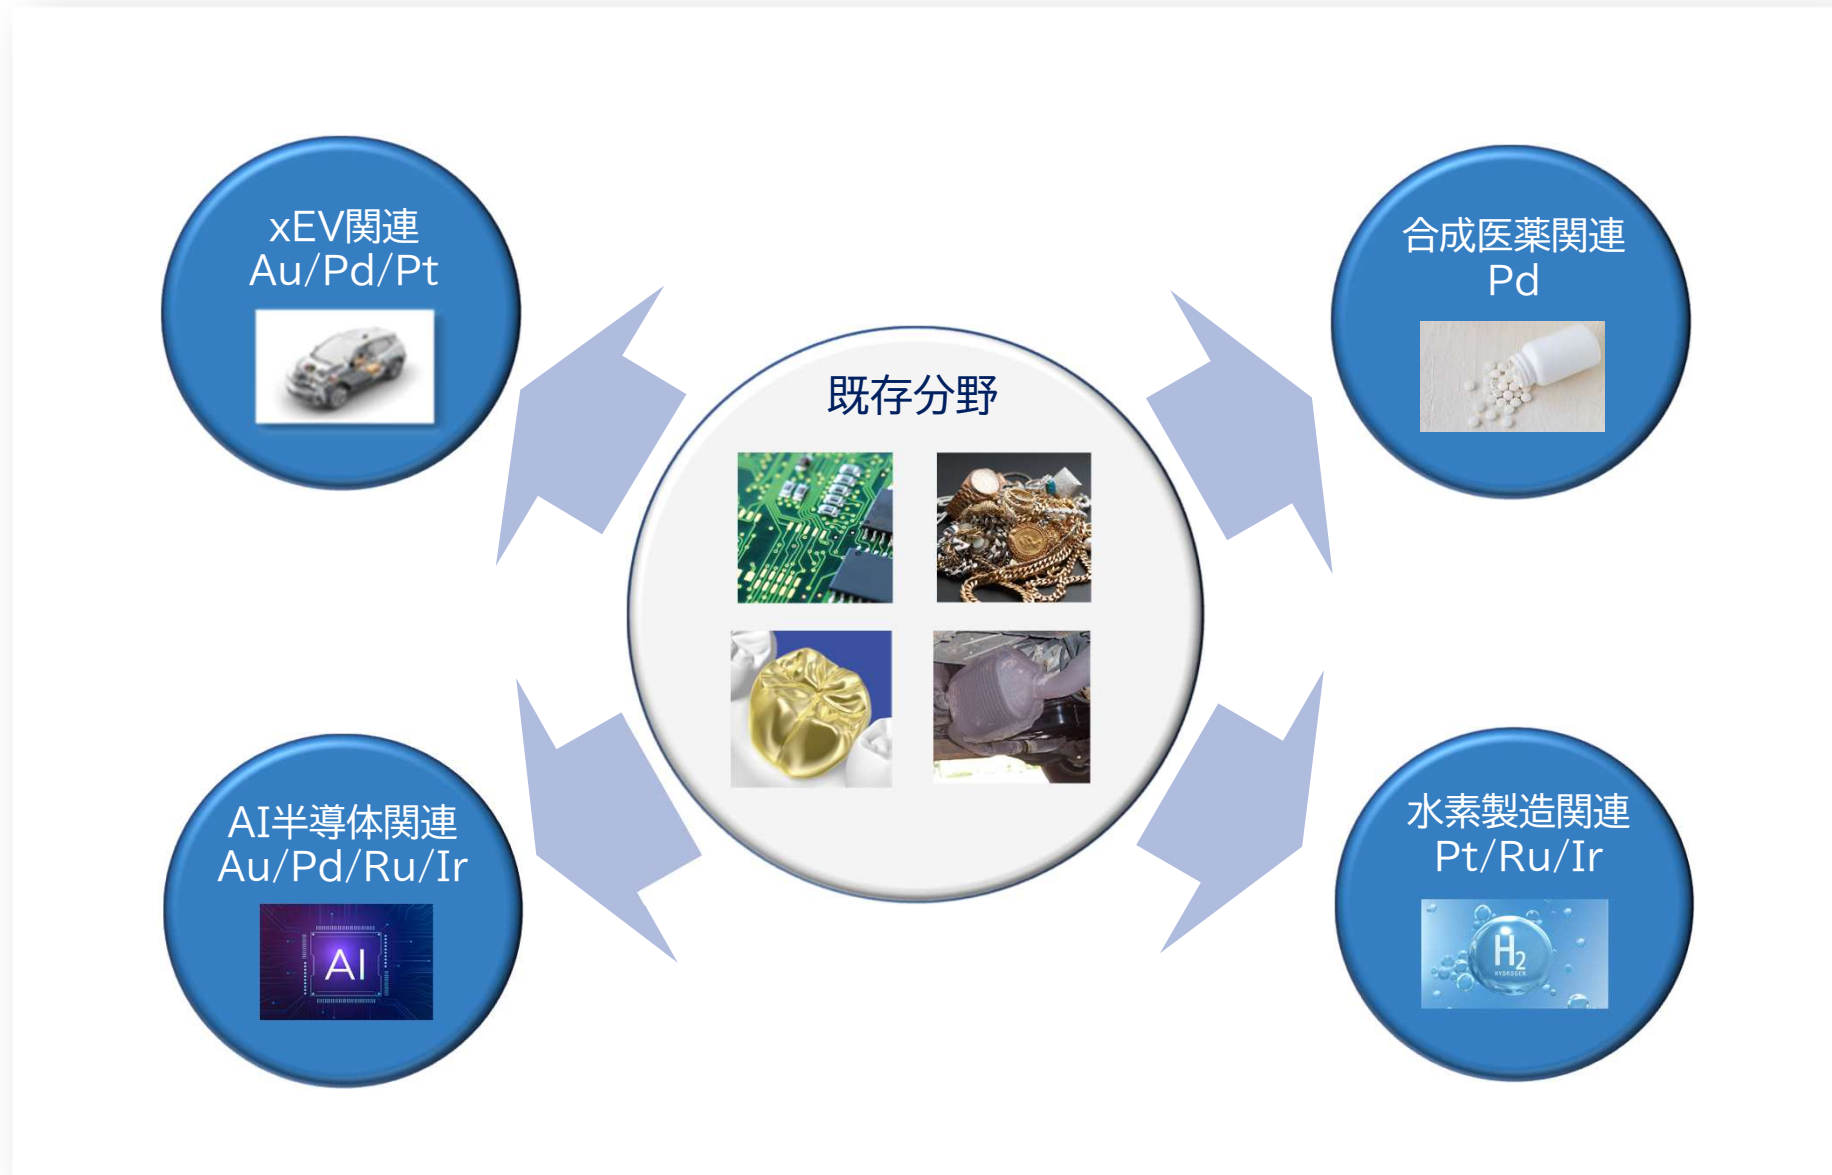 xEV関連
Au/Pd/Pt
合成医薬関連
Pd
既存分野
AI半導体関連
Au/Pd/Ru/Ir
AI
水素製造関連
Pt/Ru/Ir
H2
HYDROGEN